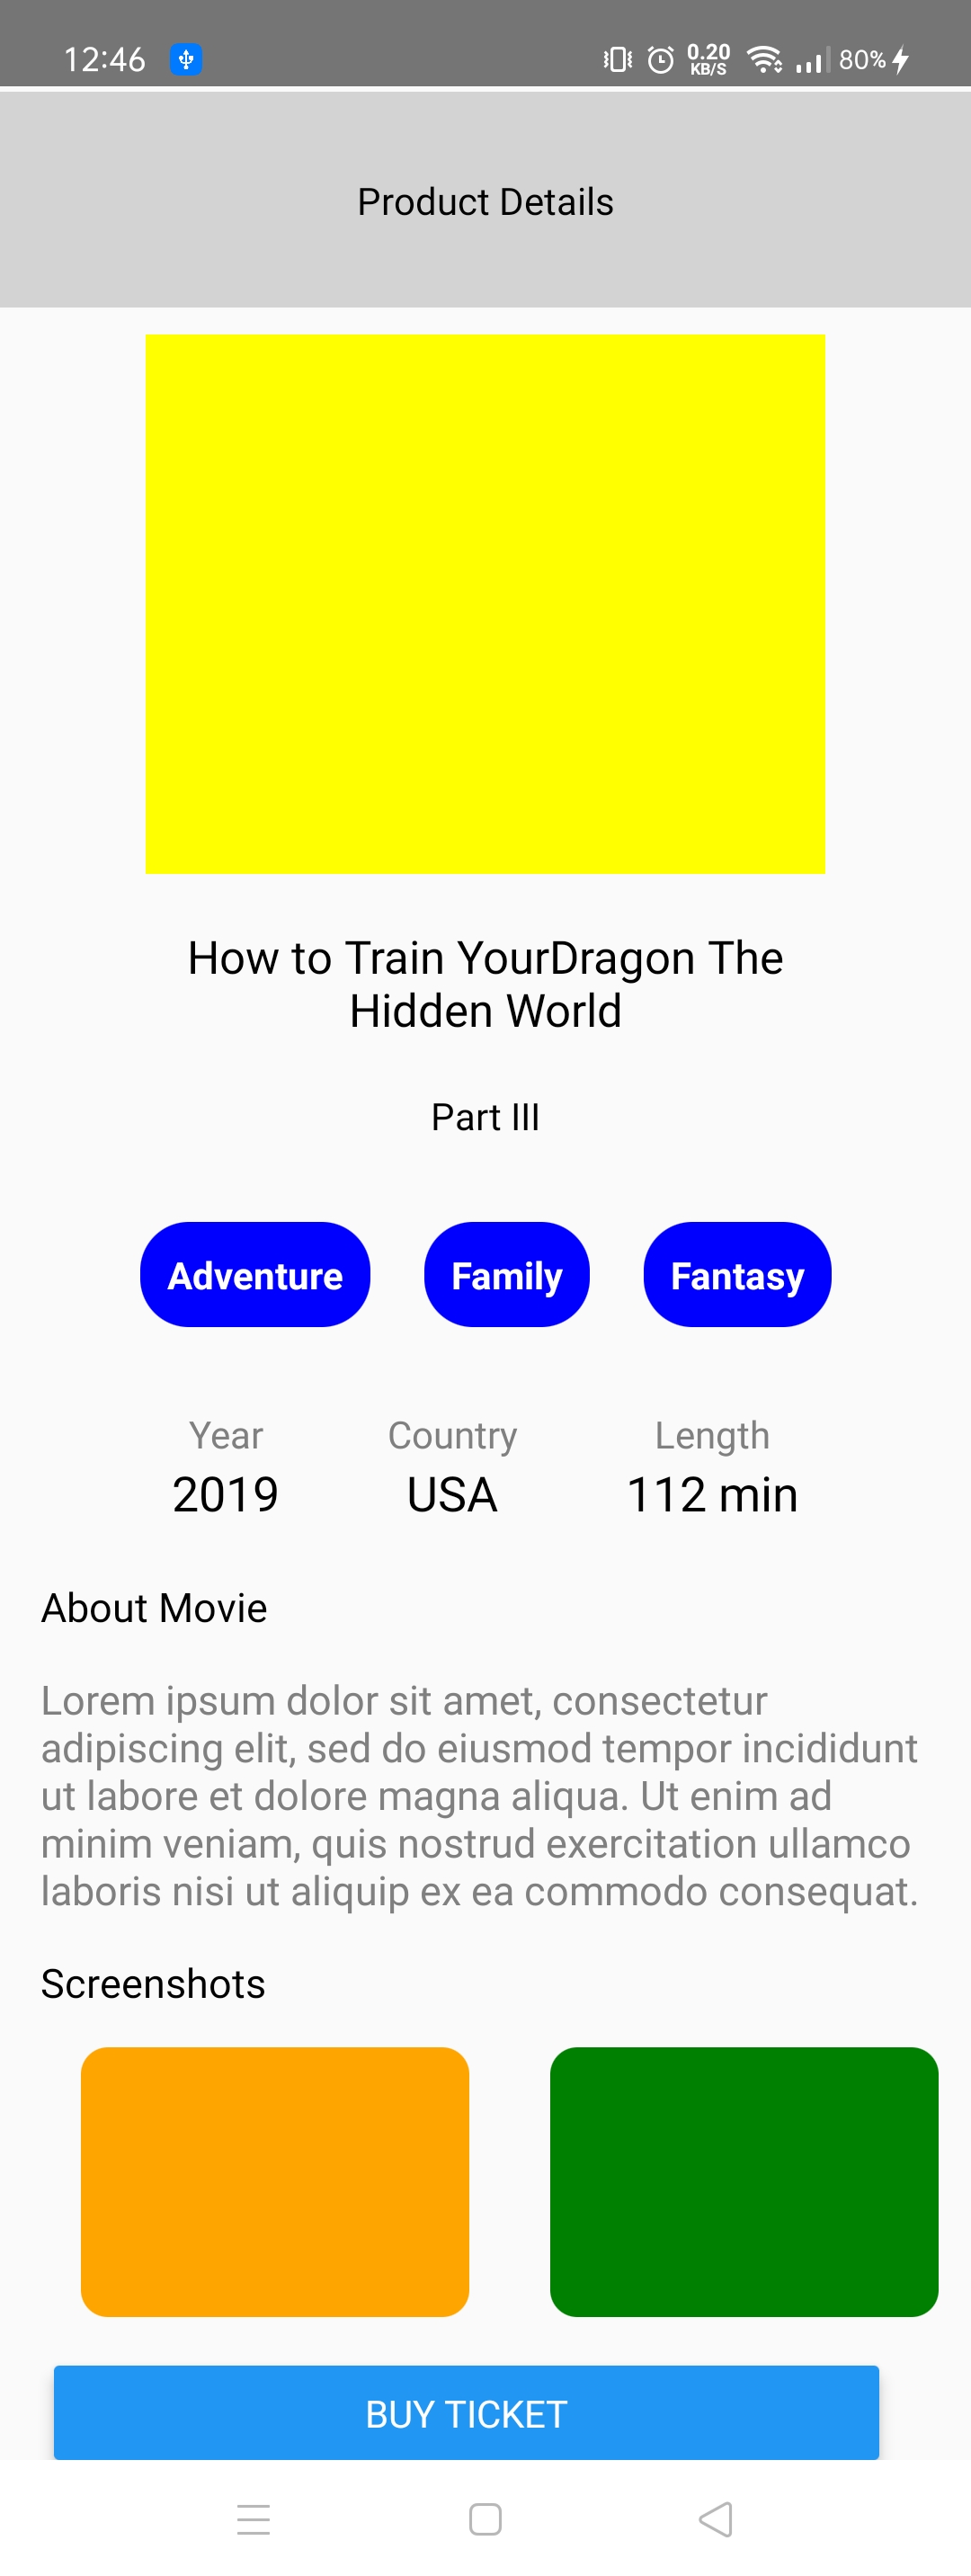 12:46
0.20
KB/S
80%
Product Details
How to Train YourDragon The
Hidden World
Part III
Adventure Family Fantasy
Year Country Length
2019 USA 112 min
About Movie
Lorem ipsum dolor sit amet, consectetur
adipiscing elit, sed do eiusmod tempor incididunt
ut labore et dolore magna aliqua. Ut enim ad
minim veniam, quis nostrud exercitation ullamco
laboris nisi ut aliquip ex ea commodo consequat.
Screenshots
BUY TICKET